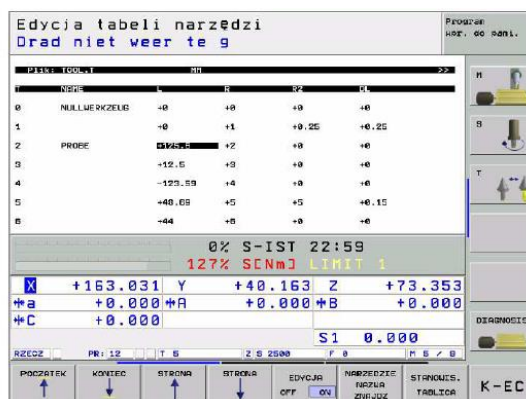 Edycja tabeli narzędzi
Drad niet weer te g
Program
wpr. do pami.
Plik: TOOL.T MM >>
T NAME L R R2 DL
0 NULLWERKZEUG +0 +0 +0 +0
1 +0 +1 +0.25 +0.25
2 PROBE +125.5 +2 +0 +0
3 +12.5 +3 +0 +0
4 -123.59 +4 +0 +0
5 +48.69 +5 +5 +0.15
6 +44 +6 +0 +0
M
S
T
0% S-IST 22:59
127% S[Nm] LIMIT 1
X +163.031 Y +40.163 Z +73.353
a +0.000 A +0.000 B +0.000
C +0.000
S1 0.000
DIAGNOSIS
RZECZ PR: 12 T 5 Z S 2500 F 0 M 5 / 8
POCZATEK KONIEC STRONA STRONA EDYCJA OFF ON NARZEDZIE NAZWA ZNAJDZ STANOWIS. TABLICA K-EC